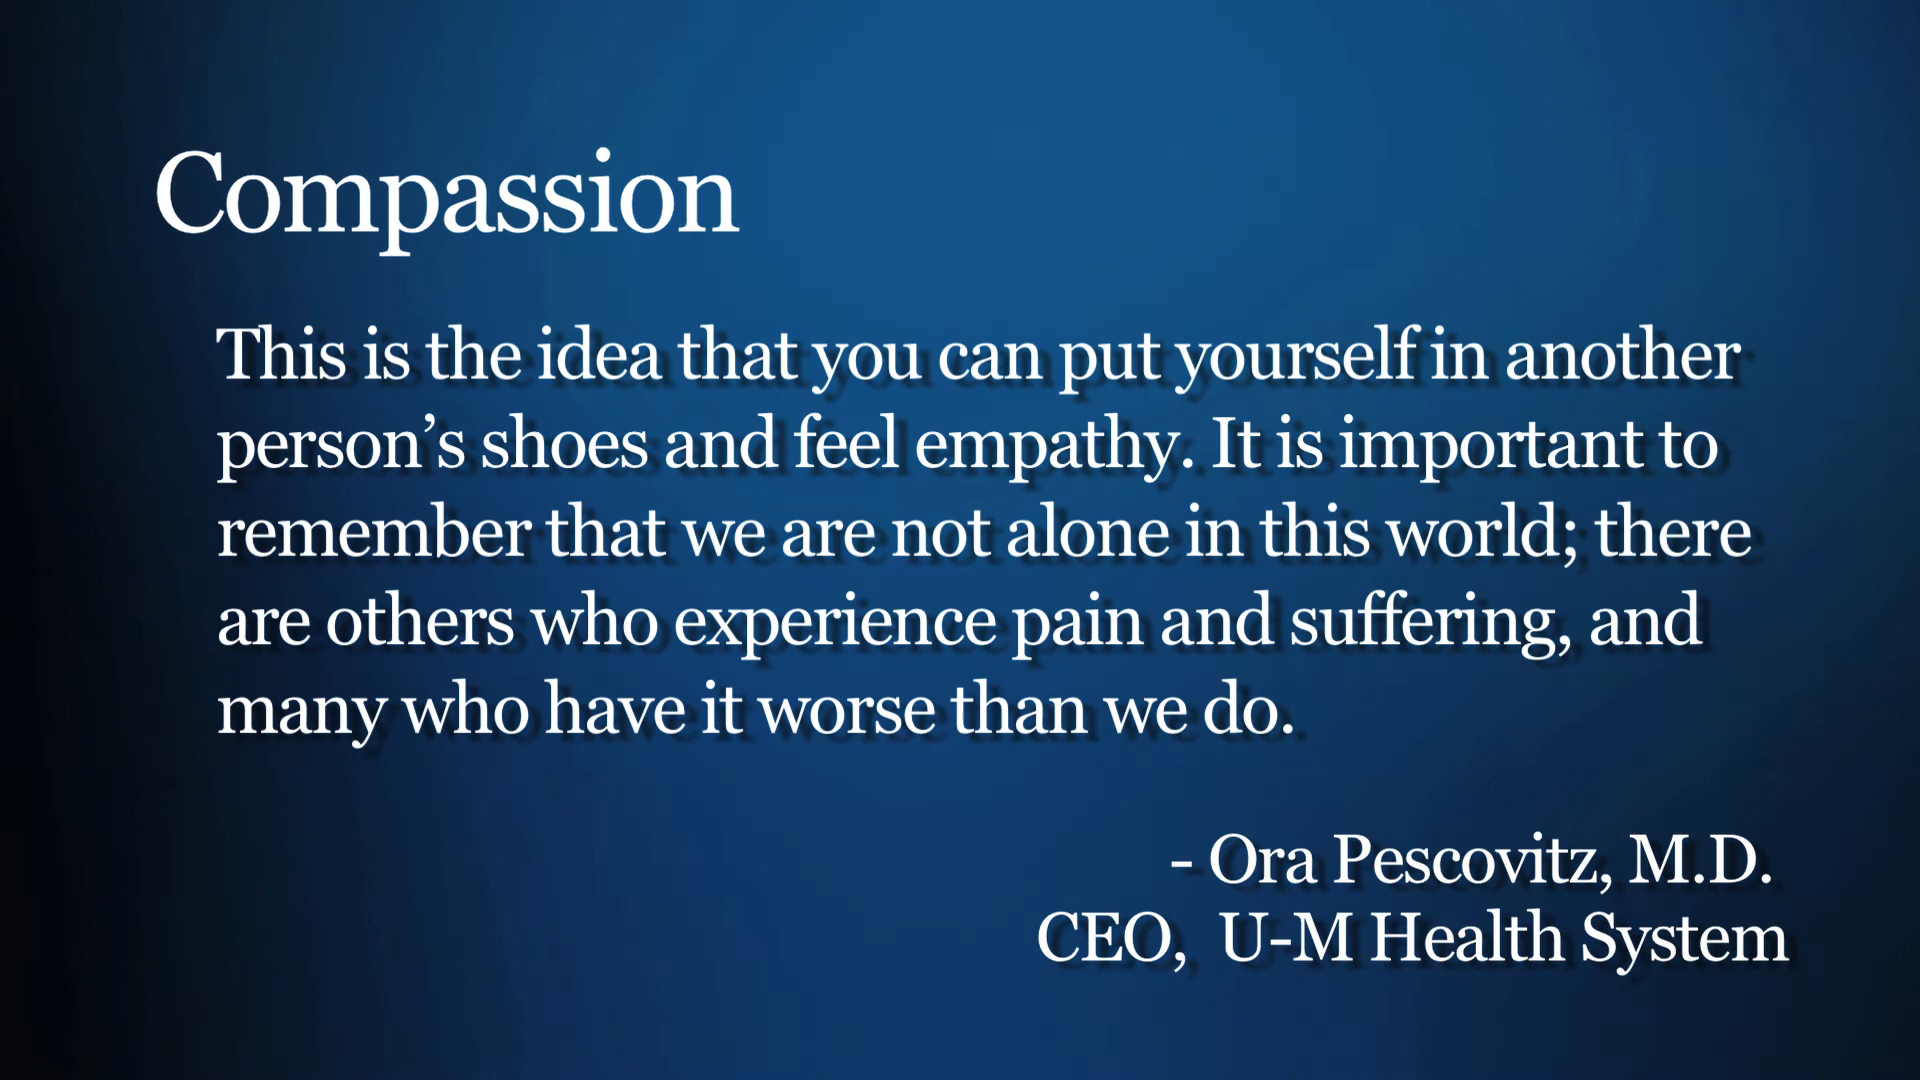 Compassion
This is the idea that you can put yourself in another
person’s shoes and feel empathy. It is important to
remember that we are not alone in this world; there
are others who experience pain and suffering, and
many who have it worse than we do.
- Ora Pescovitz, M.D.
CEO,  U-M Health System